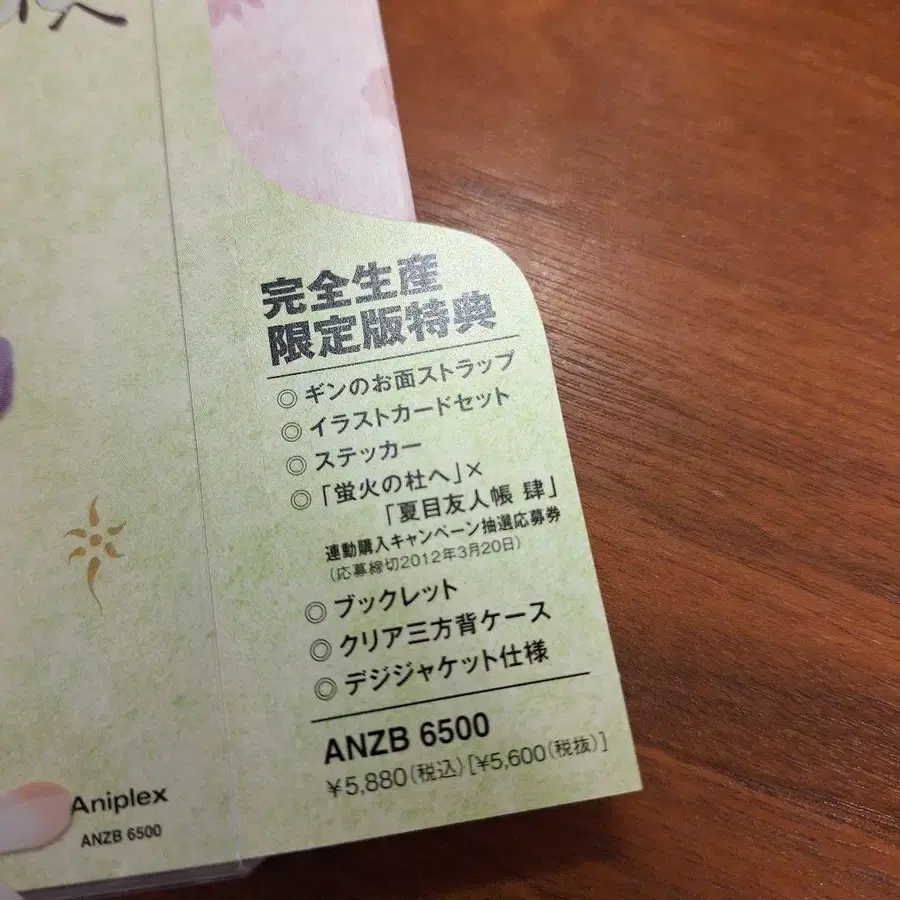 へ
完全生産
限定版特典
◎ ギンのお面ストラップ
◎ イラストカードセット
◎ ステッカー
◎ 「蛍火の杜へ」×
「夏目友人帳 肆」
連動購入キャンペーン抽選応募券
(応募締切2012年3月20日)
◎ ブックレット
◎ クリア三方背ケース
◎ デジジャケット仕様
ANZB 6500
¥5,880(税込)[¥5,600(税抜)]
Aniplex
ANZB 6500